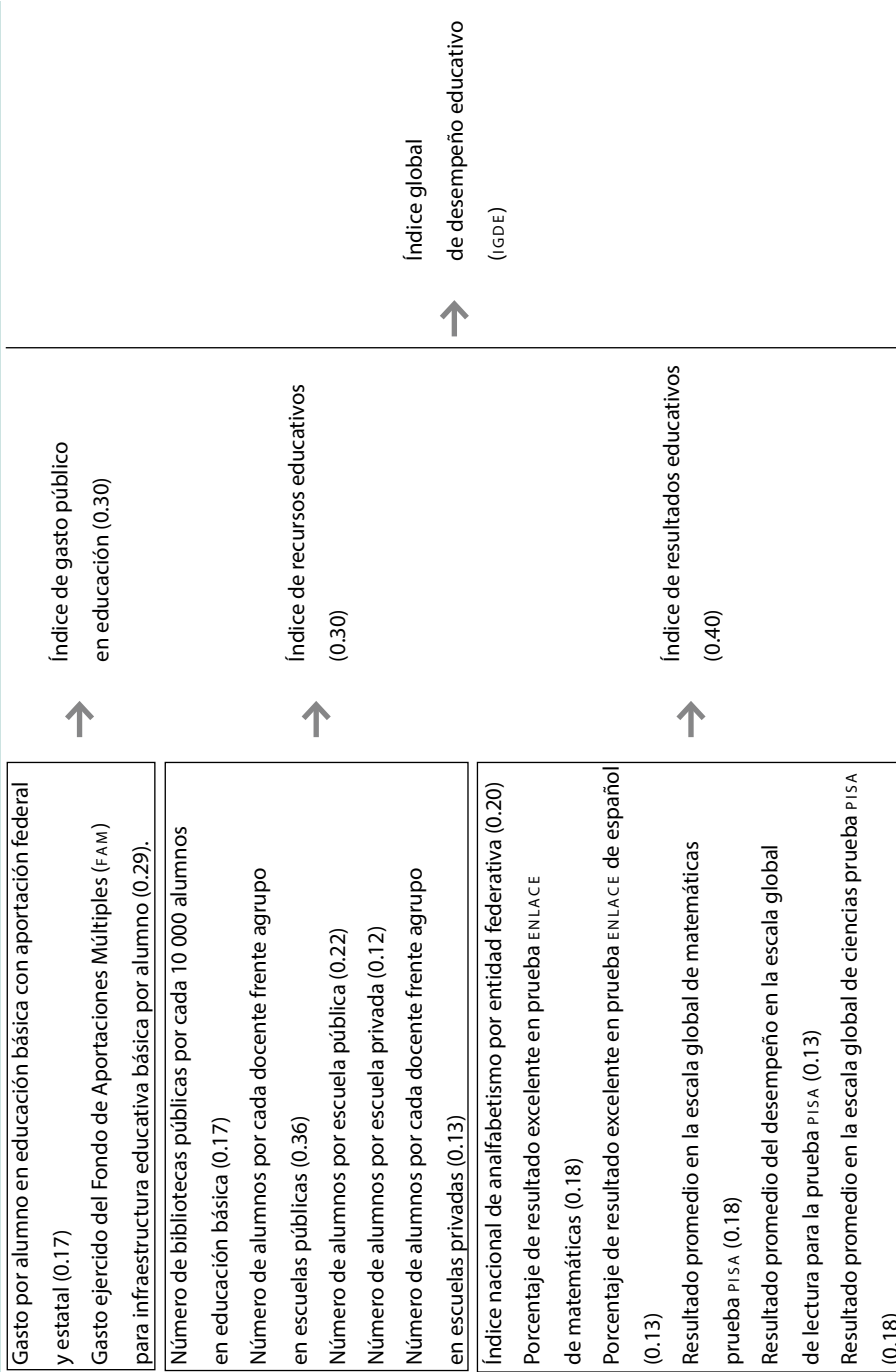 Gasto por alumno en educación básica con aportación federal
y estatal (0.17)
Gasto ejercido del Fondo de Aportaciones Múltiples (FAM)
para infraestructura educativa básica por alumno (0.29).
Índice de gasto público
en educación (0.30)
Número de bibliotecas públicas por cada 10 000 alumnos
en educación básica (0.17)
Número de alumnos por cada docente frente agrupo
en escuelas públicas (0.36)
Número de alumnos por escuela pública (0.22)
Número de alumnos por escuela privada (0.12)
Número de alumnos por cada docente frente agrupo
en escuelas privadas (0.13)
Índice de recursos educativos
(0.30)
Índice nacional de analfabetismo por entidad federativa (0.20)
Porcentaje de resultado excelente en prueba ENLACE
de matemáticas (0.18)
Porcentaje de resultado excelente en prueba ENLACE de español
(0.13)
Resultado promedio en la escala global de matemáticas
prueba PISA (0.18)
Resultado promedio del desempeño en la escala global
de lectura para la prueba PISA (0.13)
Resultado promedio en la escala global de ciencias prueba PISA
(0.18)
Índice de resultados educativos
(0.40)
Índice global
de desempeño educativo
(IGDE)